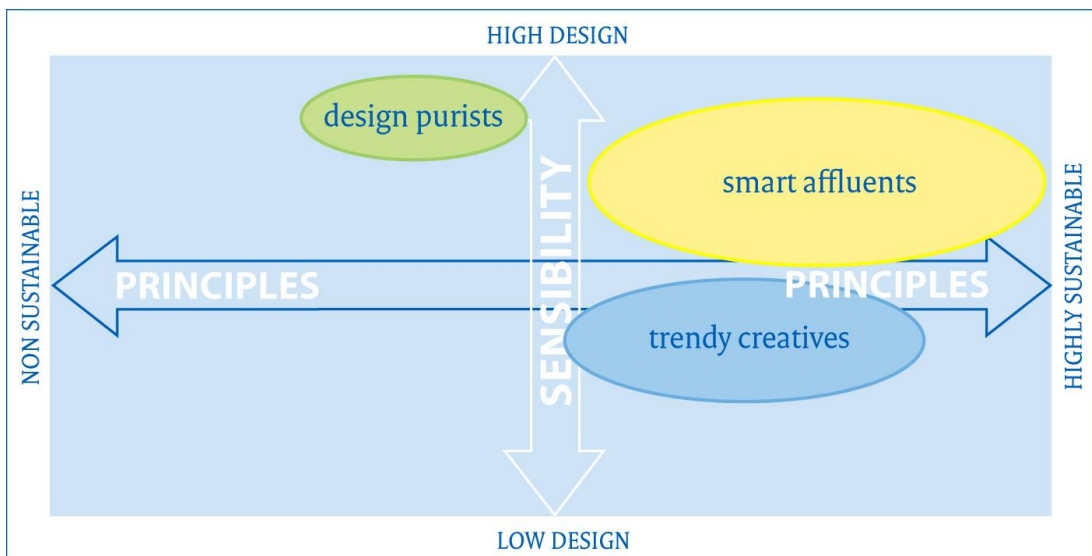 HIGH DESIGN
design purists
smart affluents
NON SUSTAINABLE
PRINCIPLES
SENSIBILITY
PRINCIPLES
HIGHLY SUSTAINABLE
trendy creatives
LOW DESIGN